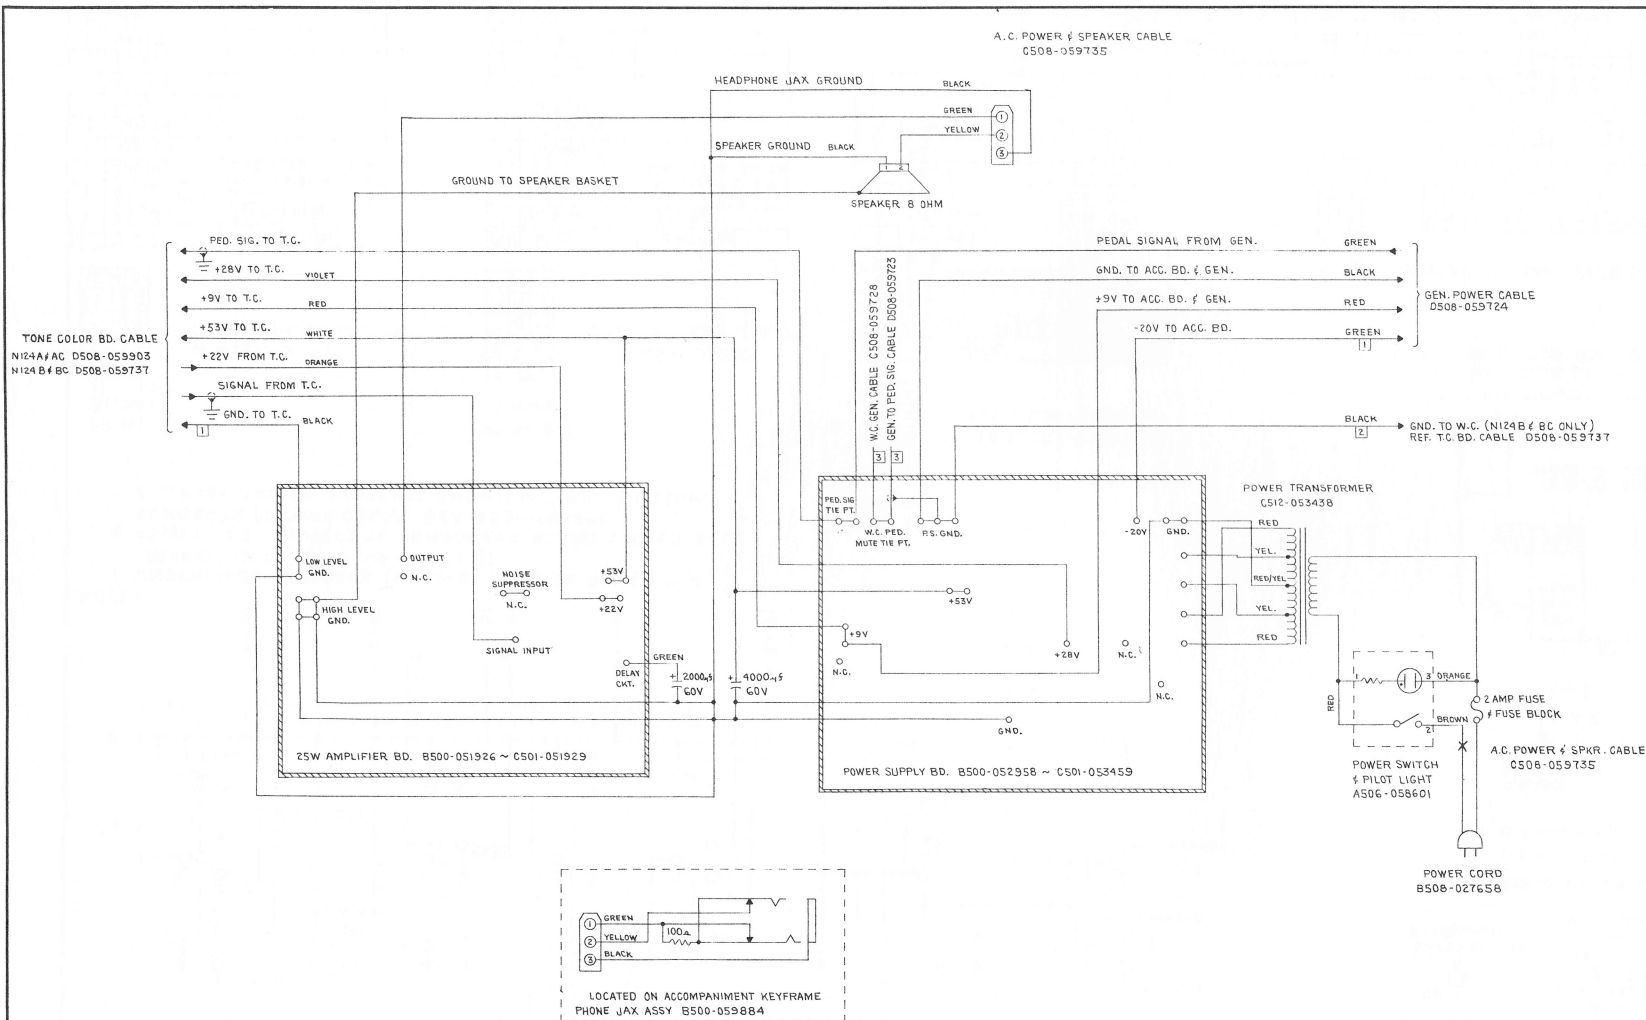 A.C. POWER & SPEAKER CABLE
C508-059735
HEADPHONE JAX GROUND
BLACK
GREEN
1
YELLOW
2
3
SPEAKER GROUND BLACK
1 2
GROUND TO SPEAKER BASKET
SPEAKER 8 OHM
PED. SIG. TO T.C.
+28V TO T.C. VIOLET
+9V TO T.C. RED
+53V TO T.C. WHITE
+22V FROM T.C. ORANGE
SIGNAL FROM T.C.
GND. TO T.C. BLACK
1
TONE COLOR BD. CABLE
N124A&AC D508-059903
N124B&BC D508-059737
W.C. GEN. CABLE C508-059728
GEN. TO PED. SIG. CABLE D508-059723
3 3
PEDAL SIGNAL FROM GEN. GREEN
GND. TO ACC. BD. & GEN. BLACK
+9V TO ACC. BD. & GEN. RED
-20V TO ACC. BD. GREEN
1
GEN. POWER CABLE
D508-059724
BLACK
2
GND. TO W.C. (N124B & BC ONLY)
REF. T.C. BD. CABLE D508-059737
LOW LEVEL
GND.
OUTPUT
N.C.
HIGH LEVEL
GND.
NOISE
SUPPRESSOR
N.C.
+53V
+22V
SIGNAL INPUT
DELAY
CKT.
GREEN
+ 2000µf
60V
+ 4000µf
60V
25W AMPLIFIER BD. B500-051926 ~ C501-051929
PED. SIG
TIE PT.
W.C. PED.
MUTE TIE PT.
P.S. GND.
-20V
GND.
+53V
+9V
N.C.
+28V
N.C.
N.C.
GND.
POWER SUPPLY BD. B500-052958 ~ C501-053459
POWER TRANSFORMER
C512-053438
RED
YEL.
RED/YEL
YEL.
RED
RED
3 ORANGE
BROWN
2
2 AMP FUSE
& FUSE BLOCK
POWER SWITCH
& PILOT LIGHT
A506-058601
A.C. POWER & SPKR. CABLE
C508-059735
POWER CORD
B508-027658
1 GREEN
2 YELLOW
3 BLACK
100Ω
LOCATED ON ACCOMPANIMENT KEYFRAME
PHONE JAX ASSY B500-059884